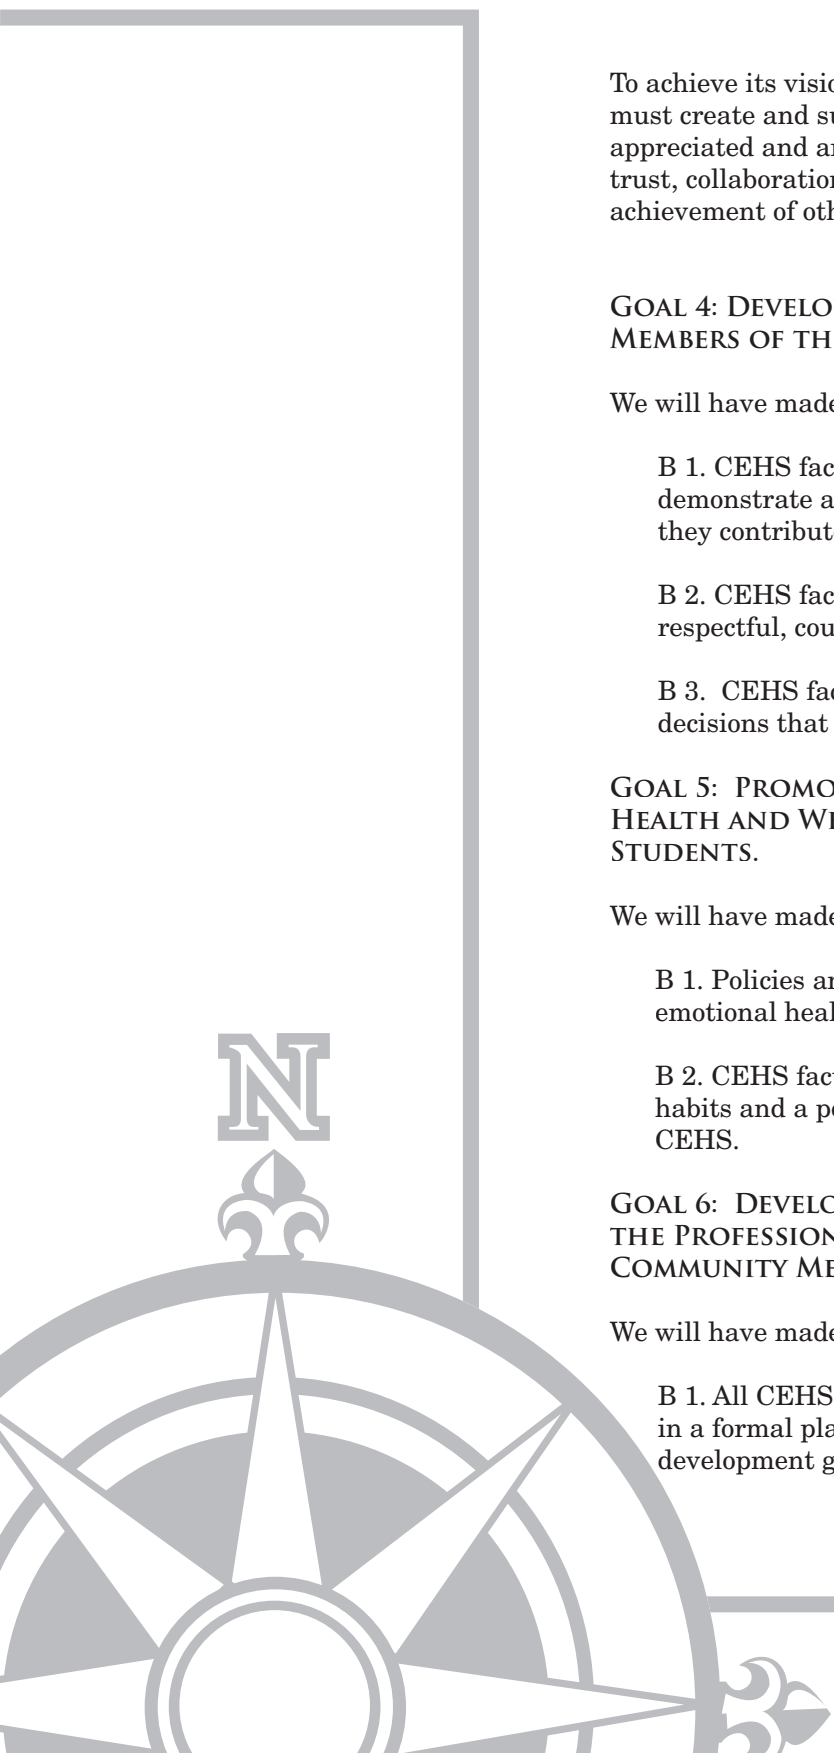 To achieve its visio
must create and su
appreciated and ar
trust, collaboration
achievement of oth
GOAL 4: DEVELO
MEMBERS OF TH
We will have made
B 1. CEHS fac
demonstrate a
they contribut
B 2. CEHS fac
respectful, cou
B 3. CEHS fac
decisions that
GOAL 5: PROMO
HEALTH AND WE
STUDENTS.
We will have made
B 1. Policies ar
emotional heal
B 2. CEHS facu
habits and a po
CEHS.
GOAL 6: DEVELO
THE PROFESSION
COMMUNITY ME
We will have made
B 1. All CEHS
in a formal pla
development g
N